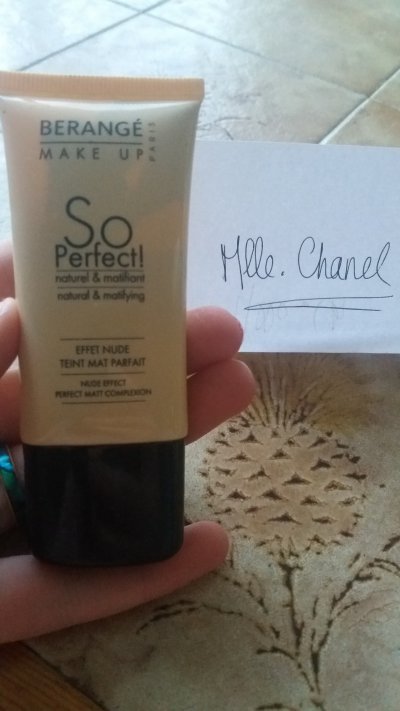 BERANGÉ
MAKE UP PARIS
So
Perfect!
naturel & matifiant
natural & matifying
EFFET NUDE
TEINT MAT PARFAIT
NUDE EFFECT
PERFECT MATT COMPLEXION
Mlle. Chanel